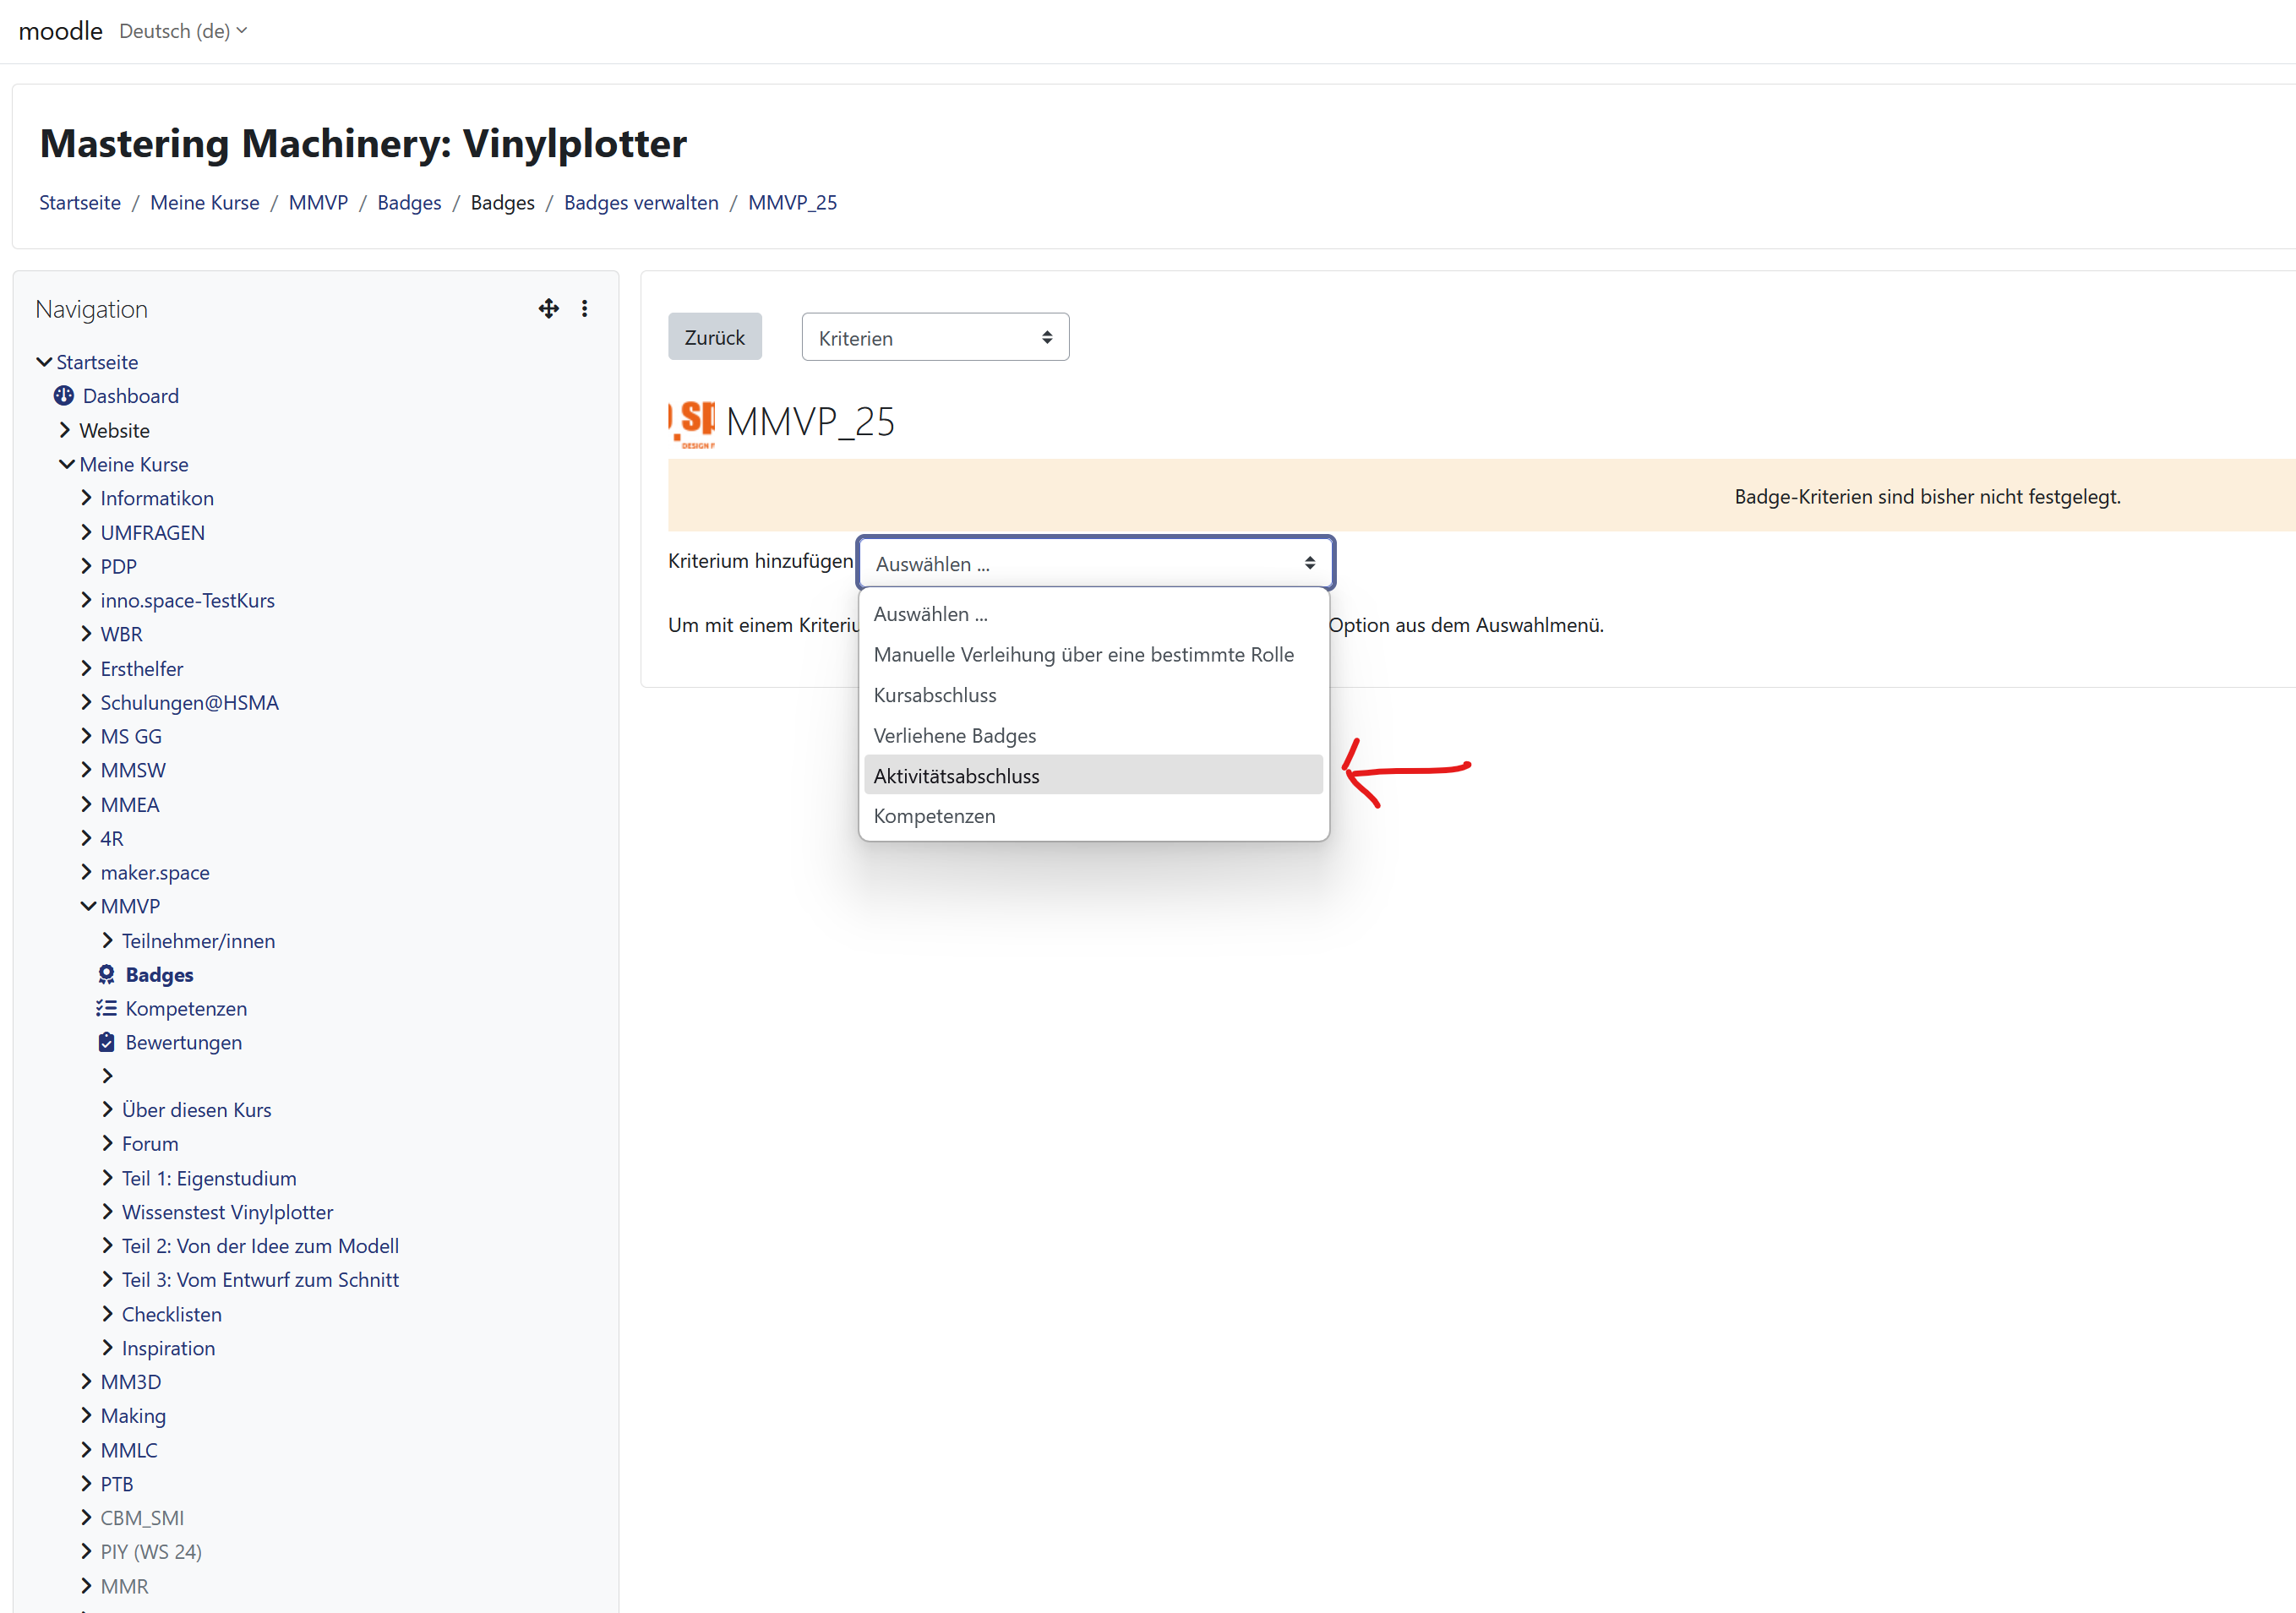 moodle Deutsch (de)
Mastering Machinery: Vinylplotter
Startseite / Meine Kurse / MMVP / Badges / Badges / Badges verwalten / MMVP_25
Navigation
Startseite
Dashboard
Website
Meine Kurse
Informatikon
UMFRAGEN
PDP
inno.space-TestKurs
WBR
Ersthelfer
Schulungen@HSMA
MS GG
MMSW
MMEA
4R
maker.space
MMVP
Teilnehmer/innen
Badges
Kompetenzen
Bewertungen
Über diesen Kurs
Forum
Teil 1: Eigenstudium
Wissenstest Vinylplotter
Teil 2: Von der Idee zum Modell
Teil 3: Vom Entwurf zum Schnitt
Checklisten
Inspiration
MM3D
Making
MMLC
PTB
CBM_SMI
PIY (WS 24)
MMR
Zurück Kriterien
.sp
DESIGN F
MMVP_25
Badge-Kriterien sind bisher nicht festgelegt.
Kriterium hinzufügen Auswählen ...
Auswählen ...
Um mit einem Option aus dem Auswahlmenü.
Manuelle Verleihung über eine bestimmte Rolle
Kursabschluss
Verliehene Badges
Aktivitätsabschluss
Kompetenzen